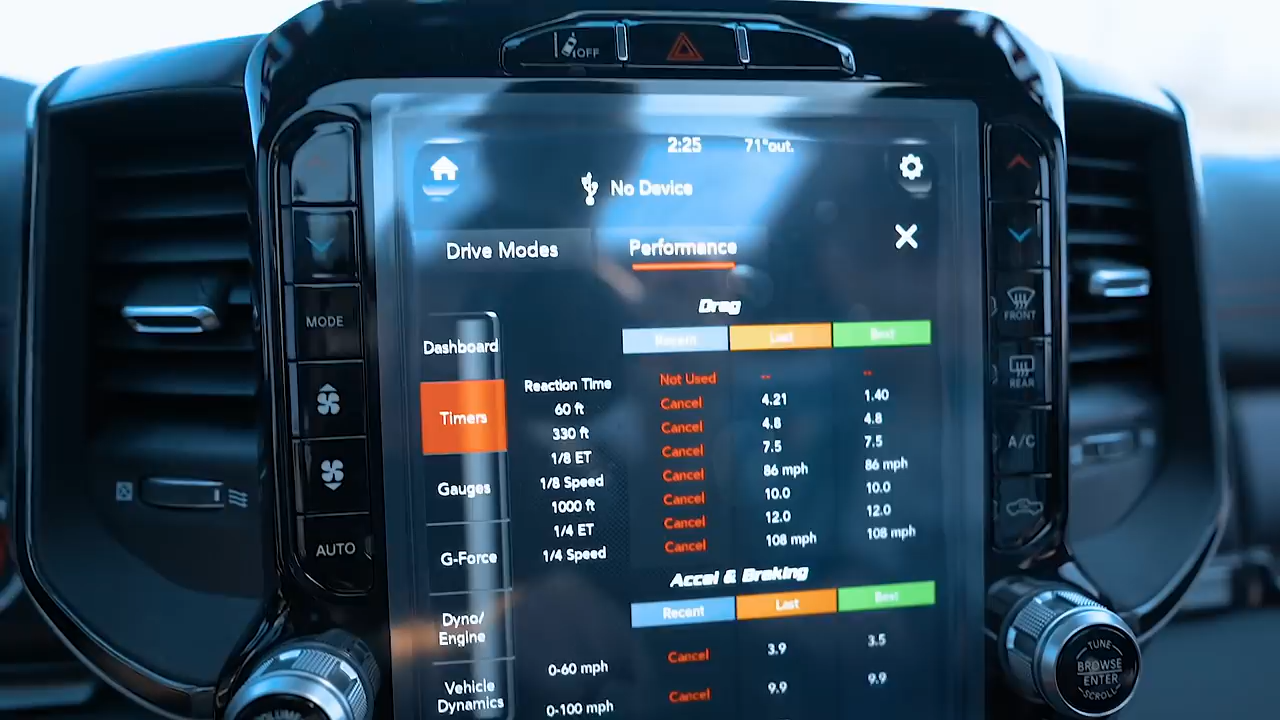 OFF
2:25 71°out.
No Device
Drive Modes Performance
Drag
Recent Last Best
Dashboard
Timers
Gauges
G-Force
Dyno/
Engine
Vehicle
Dynamics
Reaction Time Not Used -- --
60 ft Cancel 4.21 1.40
330 ft Cancel 4.8 4.8
1/8 ET Cancel 7.5 7.5
1/8 Speed Cancel 86 mph 86 mph
1000 ft Cancel 10.0 10.0
1/4 ET Cancel 12.0 12.0
1/4 Speed Cancel 108 mph 108 mph
Accel & Braking
Recent Last Best
0-60 mph Cancel 3.9 3.5
0-100 mph Cancel 9.9 9.9
MODE
AUTO
FRONT
REAR
A/C
TUNE
BROWSE
ENTER
SCROLL